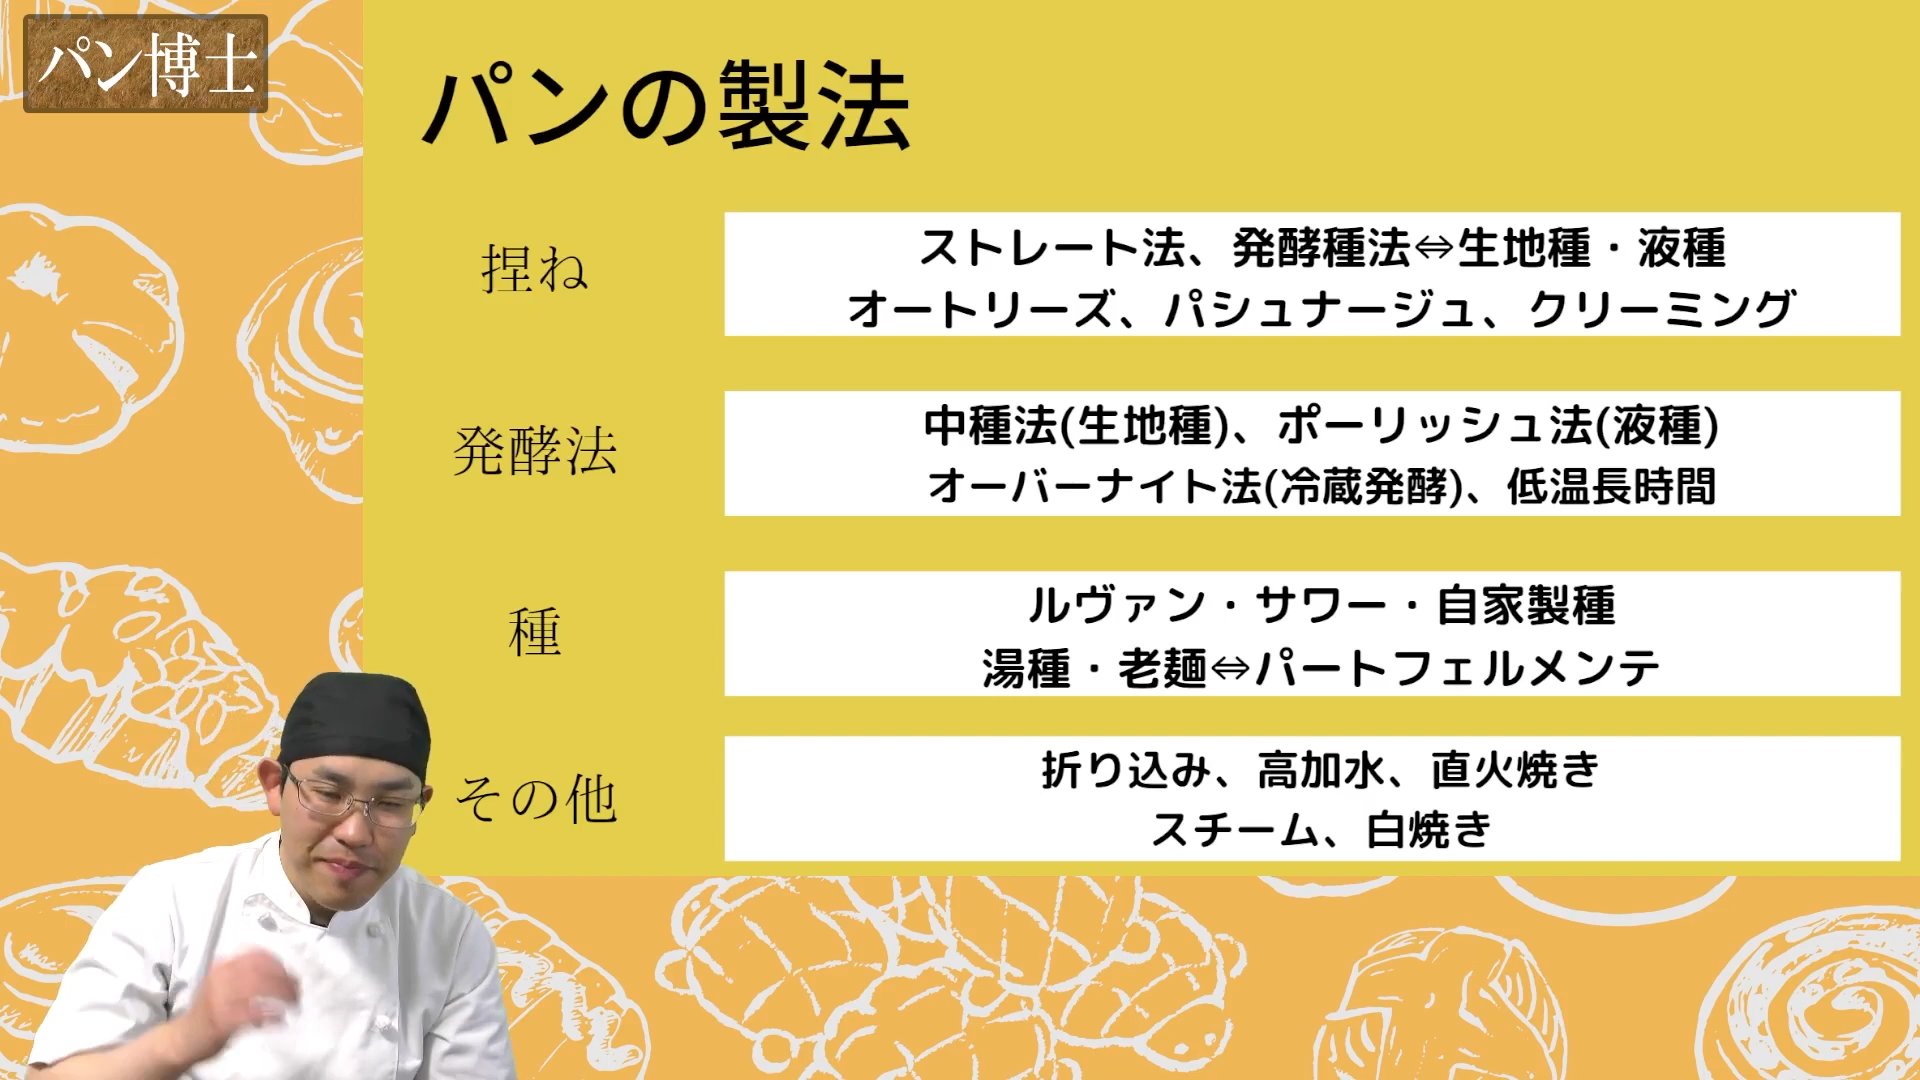 パン博士
パンの製法
捏ね
ストレート法、発酵種法⇔生地種・液種
オートリーズ、パシュナージュ、クリーミング
発酵法
中種法(生地種)、ポーリッシュ法(液種)
オーバーナイト法(冷蔵発酵)、低温長時間
種
ルヴァン・サワー・自家製種
湯種・老麺⇔パートフェルメンテ
その他
折り込み、高加水、直火焼き
スチーム、白焼き